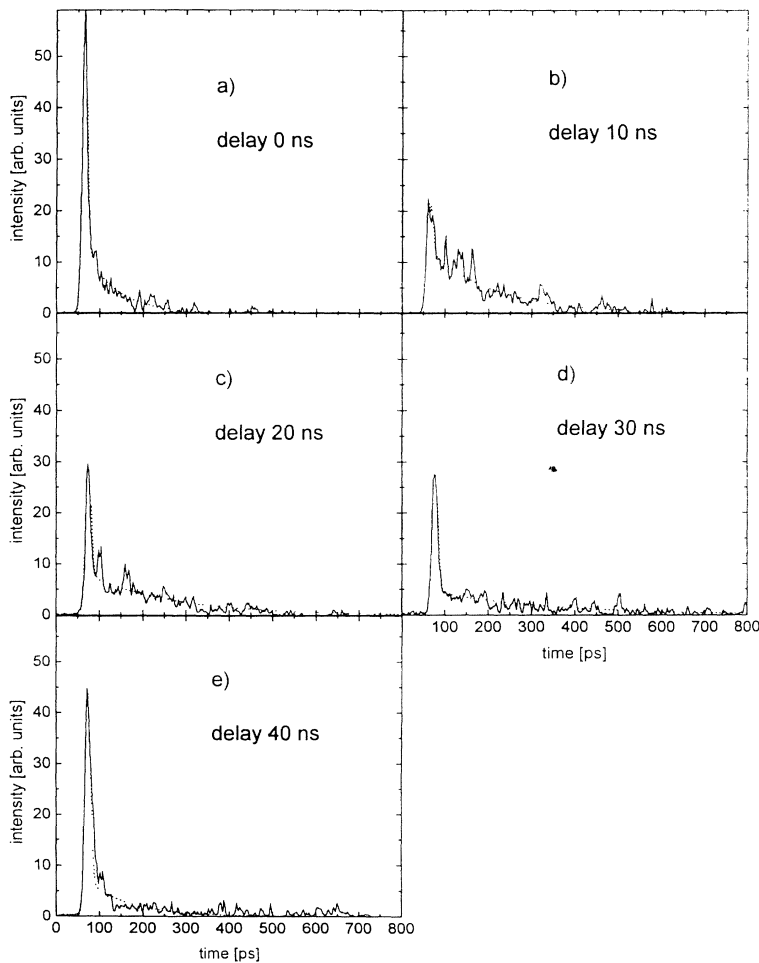 50
40
30
20
10
0
intensity [arb. units]
a)
delay 0 ns
b)
delay 10 ns
50
40
30
20
10
0
intensity [arb. units]
c)
delay 20 ns
d)
delay 30 ns
100 200 300 400 500 600 700 800
time [ps]
50
40
30
20
10
0
intensity [arb. units]
e)
delay 40 ns
0 100 200 300 400 500 600 700 800
time [ps]